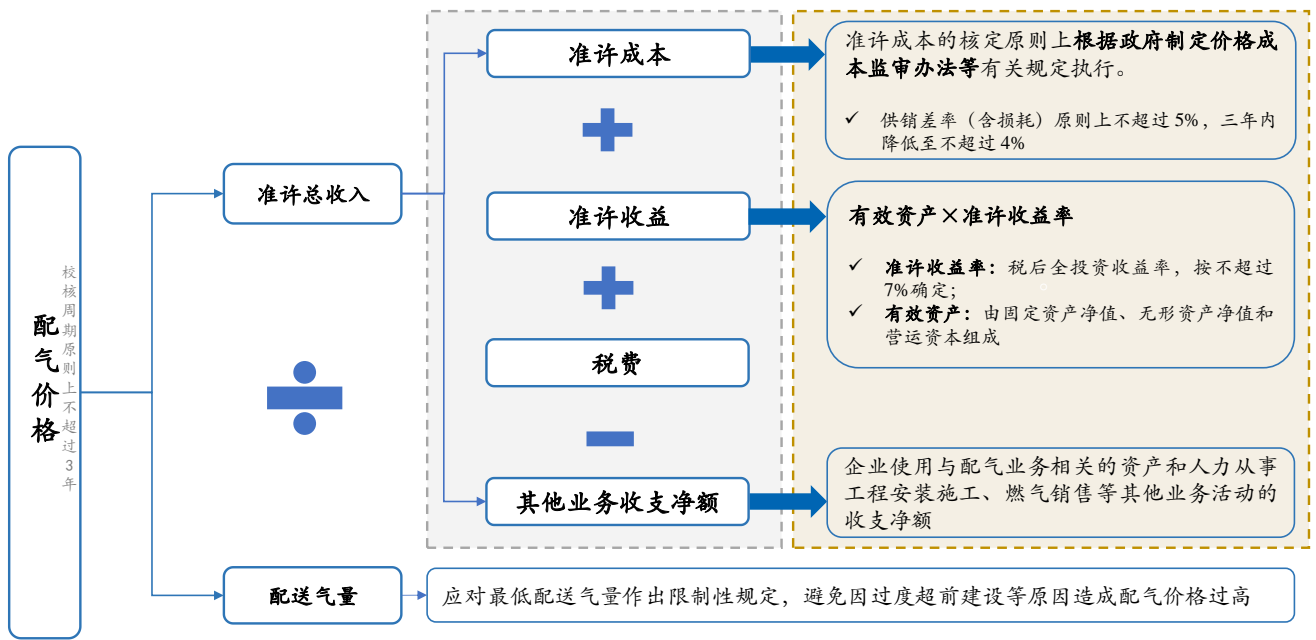 配气价格
校核周期原则上不超过3年
准许总收入
准许成本
准许成本的核定原则上根据政府制定价格成
本监审办法等有关规定执行。
✓ 供销差率（含损耗）原则上不超过5%，三年内
降低至不超过4%
准许收益
有效资产×准许收益率
✓ 准许收益率：税后全投资收益率，按不超过
7%确定；
✓ 有效资产：由固定资产净值、无形资产净值和
营运资本组成
税费
其他业务收支净额
企业使用与配气业务相关的资产和人力从事
工程安装施工、燃气销售等其他业务活动的
收支净额
配送气量
应对最低配送气量作出限制性规定，避免因过度超前建设等原因造成配气价格过高